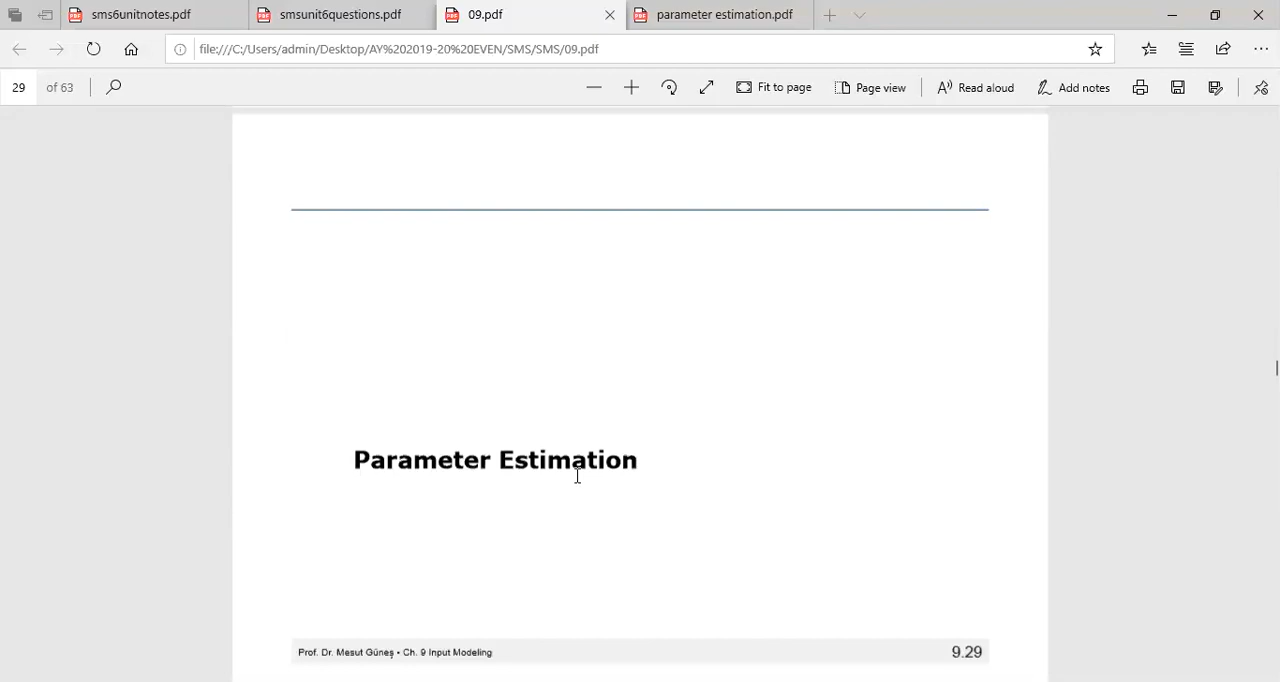 sms6unitnotes.pdf
smsunit6questions.pdf
09.pdf
parameter estimation.pdf
file:///C:/Users/admin/Desktop/AY%202019-20%20EVEN/SMS/SMS/09.pdf
29 of 63
Fit to page
Page view
Read aloud
Add notes
Parameter Estimation
Prof. Dr. Mesut Güneş ▪ Ch. 9 Input Modeling
9.29